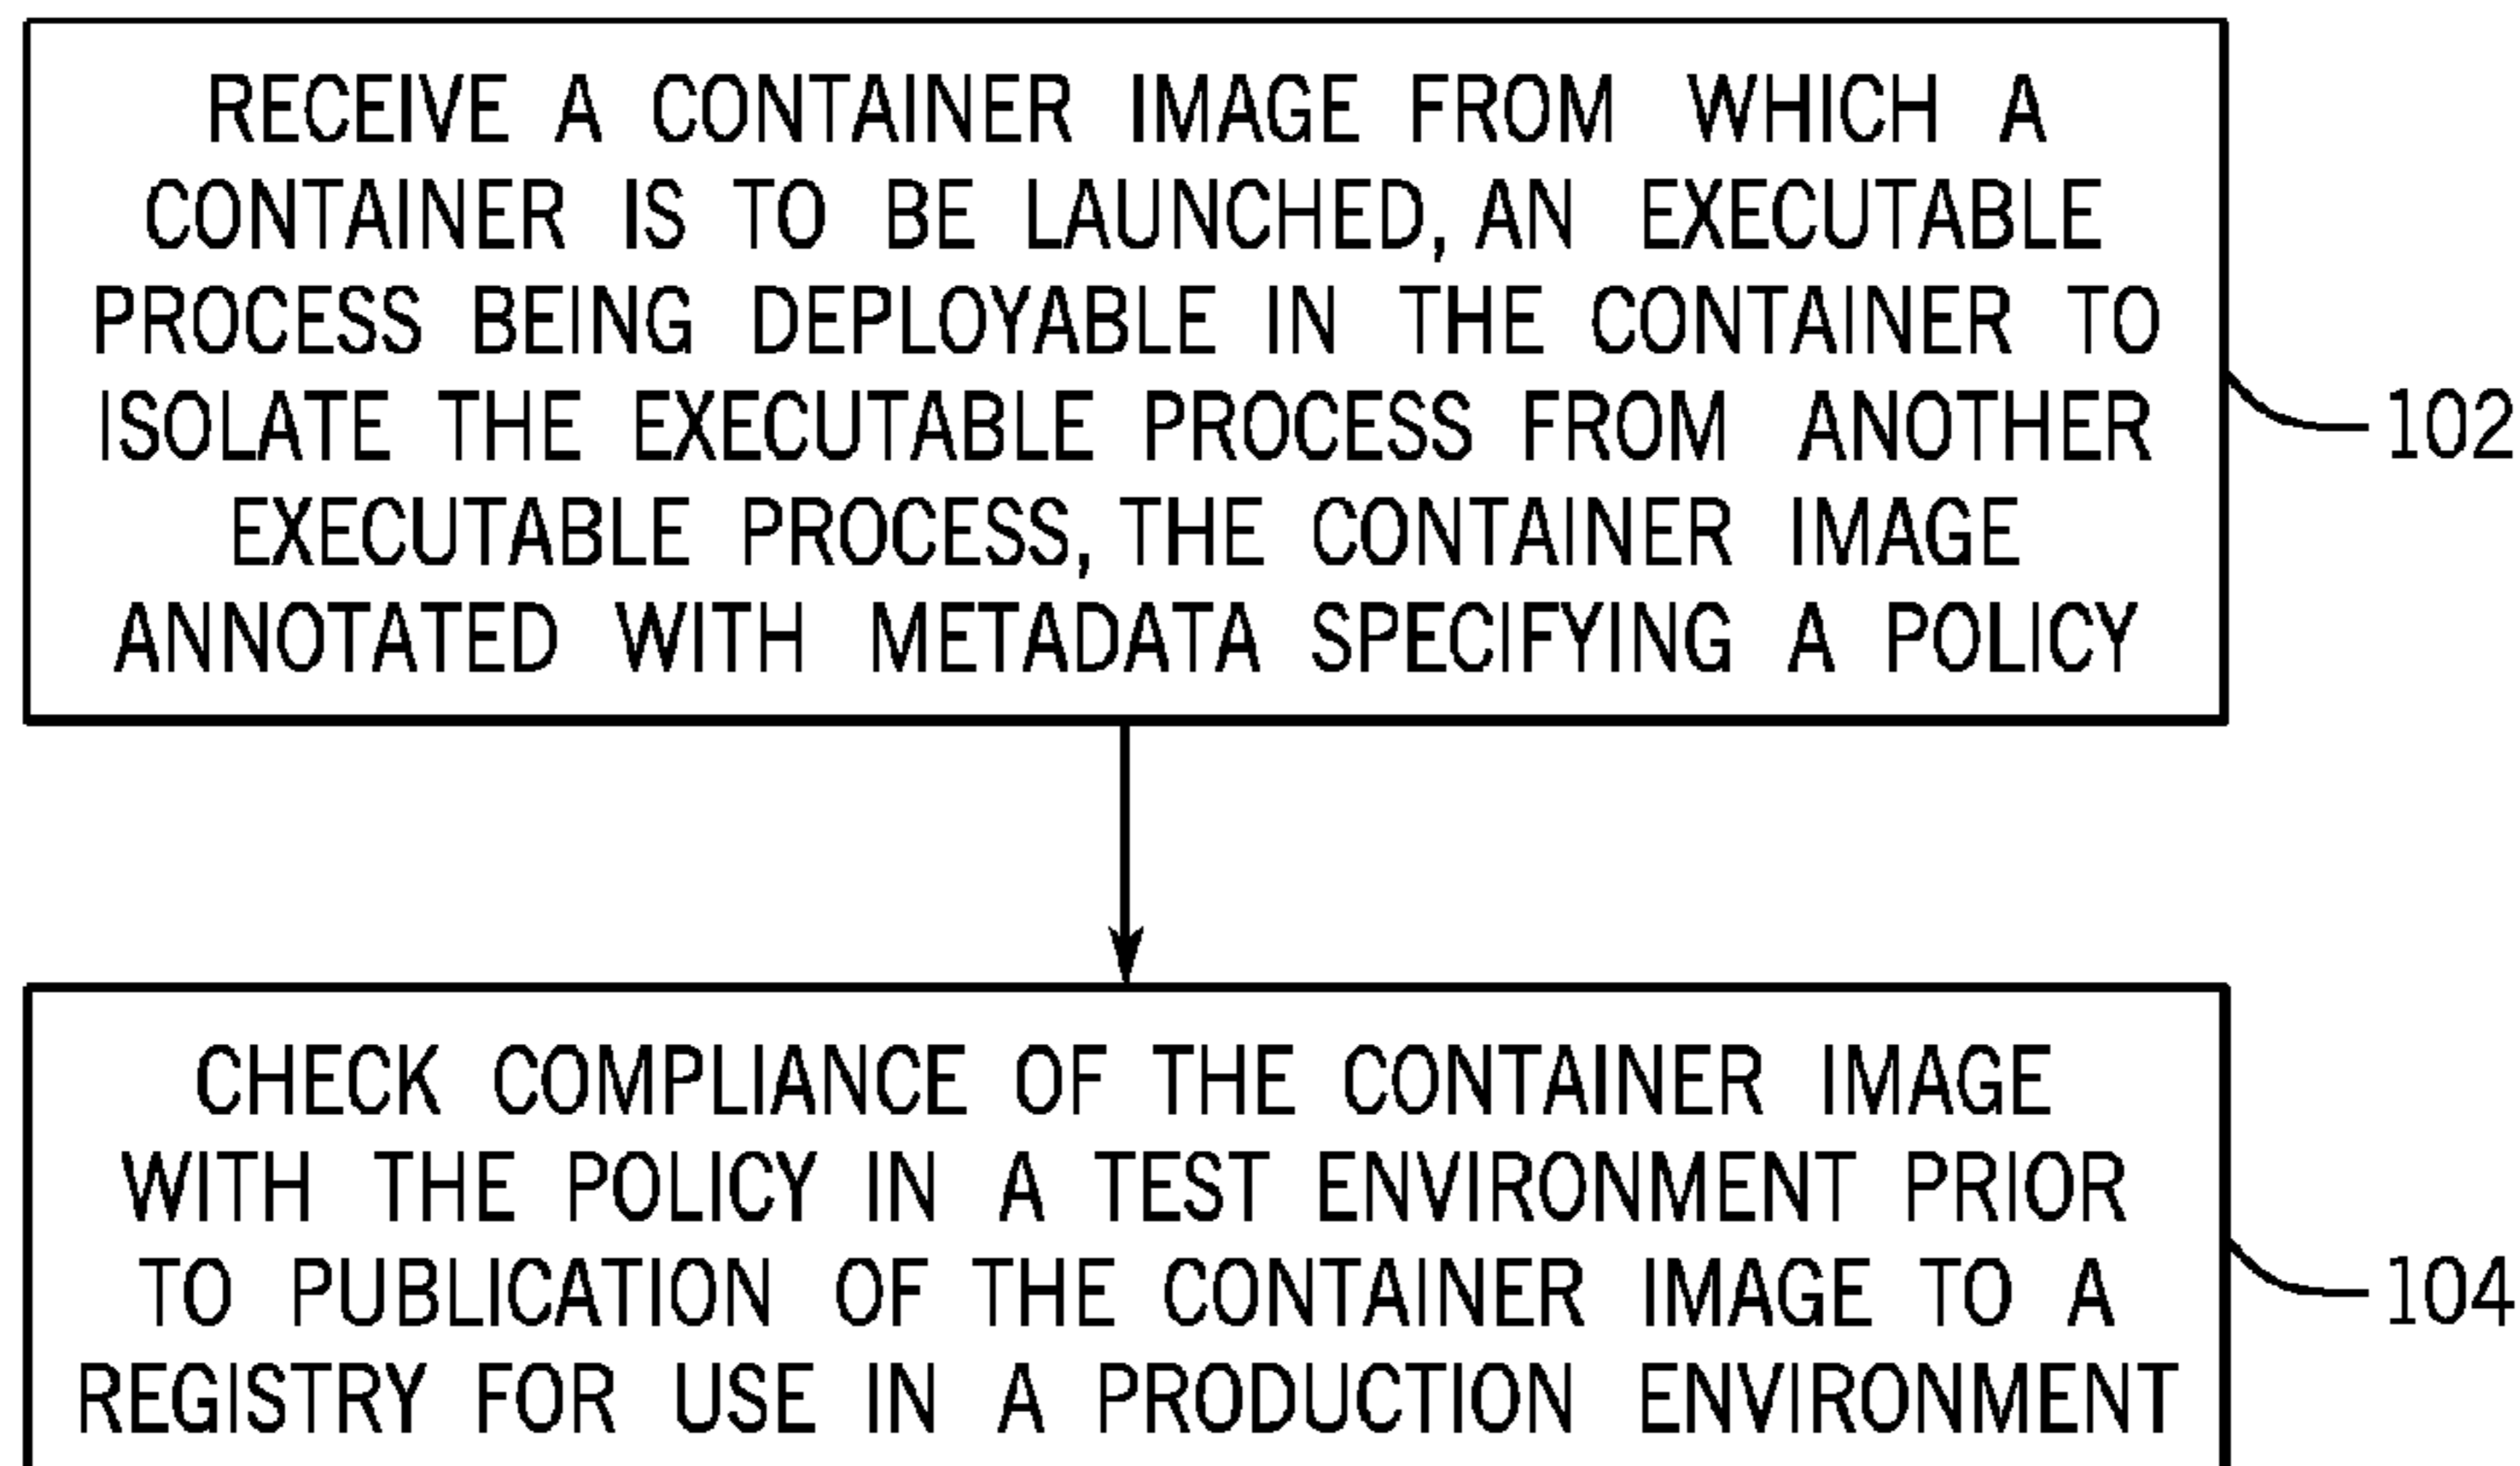 RECEIVE A CONTAINER IMAGE FROM WHICH A
CONTAINER IS TO BE LAUNCHED, AN EXECUTABLE
PROCESS BEING DEPLOYABLE IN THE CONTAINER TO
ISOLATE THE EXECUTABLE PROCESS FROM ANOTHER
EXECUTABLE PROCESS, THE CONTAINER IMAGE
ANNOTATED WITH METADATA SPECIFYING A POLICY
102
CHECK COMPLIANCE OF THE CONTAINER IMAGE
WITH THE POLICY IN A TEST ENVIRONMENT PRIOR
TO PUBLICATION OF THE CONTAINER IMAGE TO A
REGISTRY FOR USE IN A PRODUCTION ENVIRONMENT
104